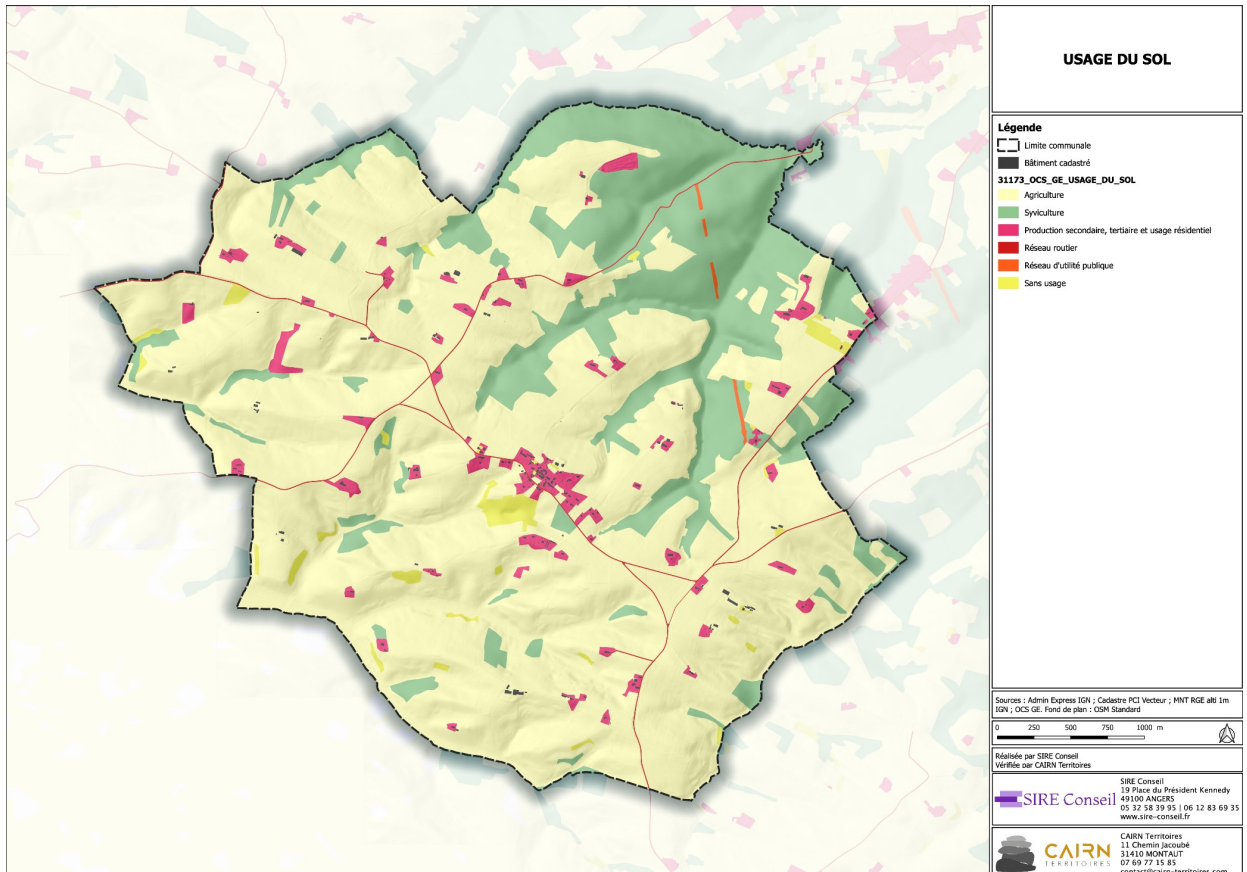 USAGE DU SOL
Légende
Limite communale
Bâtiment cadastré
31173_OCS_GE_USAGE_DU_SOL
Agriculture
Syviculture
Production secondaire, tertiaire et usage résidentiel
Réseau routier
Réseau d'utilité publique
Sans usage
Sources : Admin Express IGN ; Cadastre PCI Vecteur ; MNT RGE alti 1m
IGN ; OCS GE. Fond de plan : OSM Standard
0 250 500 750 1000 m
Réalisée par SIRE Conseil
Vérifiée par CAIRN Territoires
SIRE Conseil
SIRE Conseil
19 Place du Président Kennedy
49100 ANGERS
05 32 58 39 95 | 06 12 83 69 35
www.sire-conseil.fr
CAIRN
TERRITOIRES
CAIRN Territoires
11 Chemin Jacoubé
31410 MONTAUT
07 69 77 15 85
contact@cairn-territoires.com